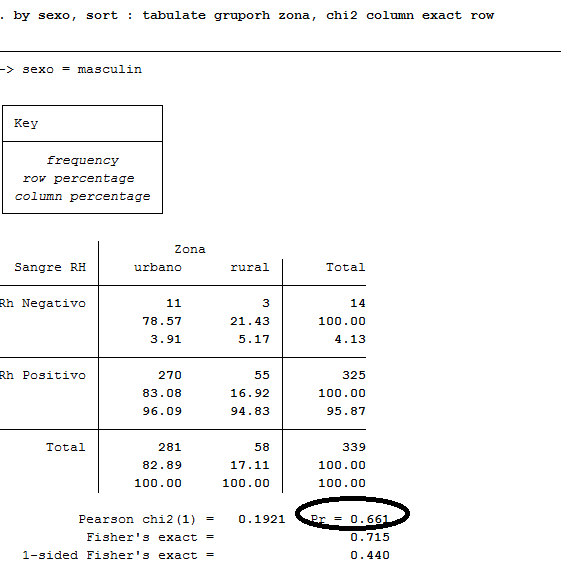 . by sexo, sort : tabulate gruporh zona, chi2 column exact row
-> sexo = masculin
Key
frequency
row percentage
column percentage
Zona
Sangre RH urbano rural Total
Rh Negativo 11 3 14
78.57 21.43 100.00
3.91 5.17 4.13
Rh Positivo 270 55 325
83.08 16.92 100.00
96.09 94.83 95.87
Total 281 58 339
82.89 17.11 100.00
100.00 100.00 100.00
Pearson chi2(1) = 0.1921 Pr = 0.661
Fisher's exact = 0.715
1-sided Fisher's exact = 0.440